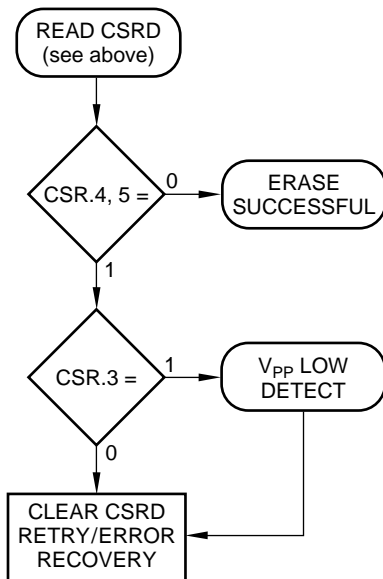 READ CSRD
(see above)
CSR.4, 5 =
0
ERASE
SUCCESSFUL
1
CSR.3 =
1
VPP LOW
DETECT
0
CLEAR CSRD
RETRY/ERROR
RECOVERY